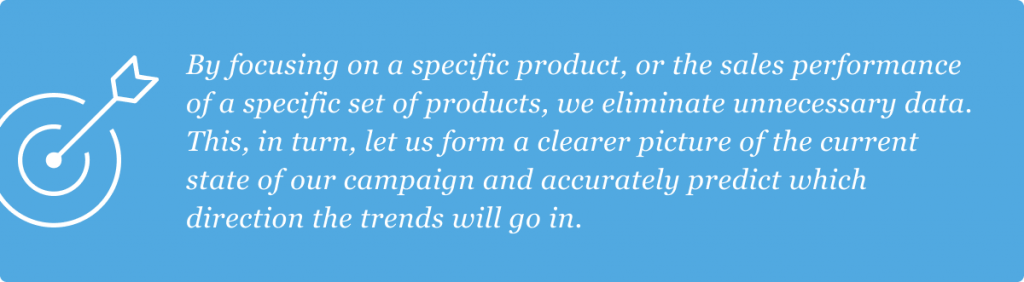 By focusing on a specific product, or the sales performance
of a specific set of products, we eliminate unnecessary data.
This, in turn, let us form a clearer picture of the current
state of our campaign and accurately predict which
direction the trends will go in.